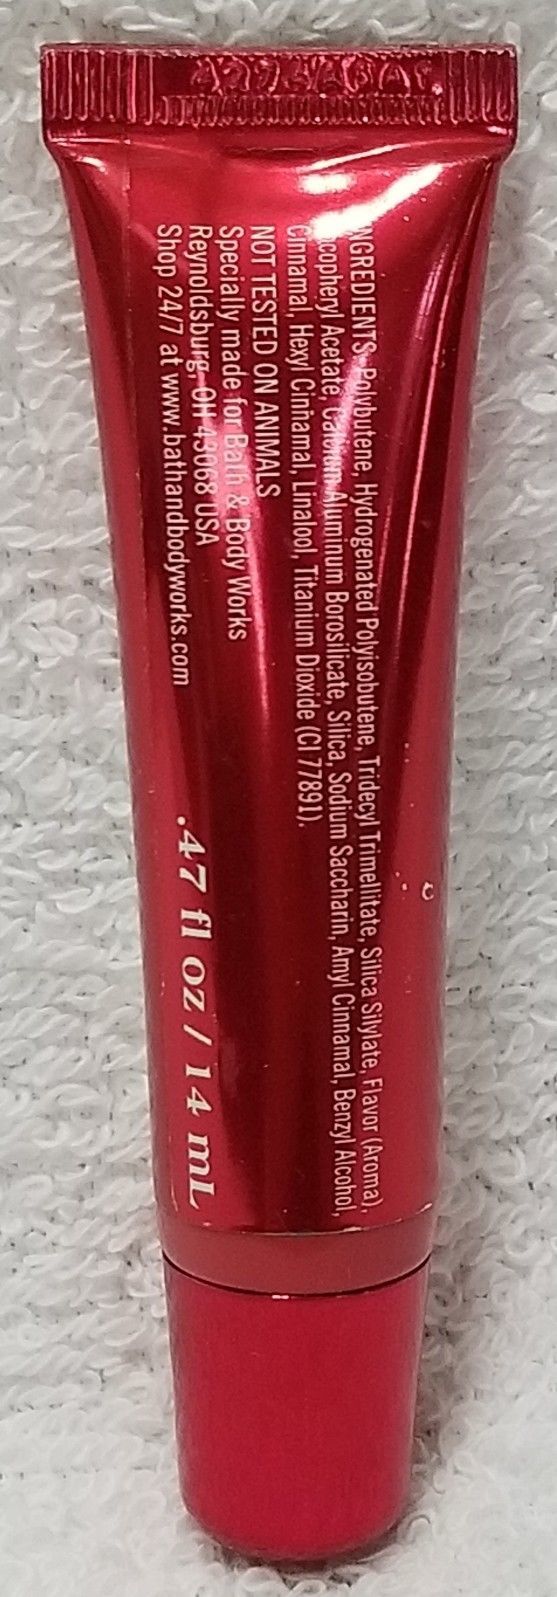 INGREDIENTS: Polybutene, Hydrogenated Polyisobutene, Tridecyl Trimellitate, Silica Silylate, Flavor (Aroma),
Tocopheryl Acetate, Calcium Aluminum Borosilicate, Silica, Sodium Saccharin, Amyl Cinnamal, Benzyl Alcohol,
Cinnamal, Hexyl Cinnamal, Linalool, Titanium Dioxide (CI 77891).
NOT TESTED ON ANIMALS
Specially made for Bath & Body Works
Reynoldsburg, OH 43068 USA
Shop 24/7 at www.bathandbodyworks.com
.47 fl oz / 14 mL